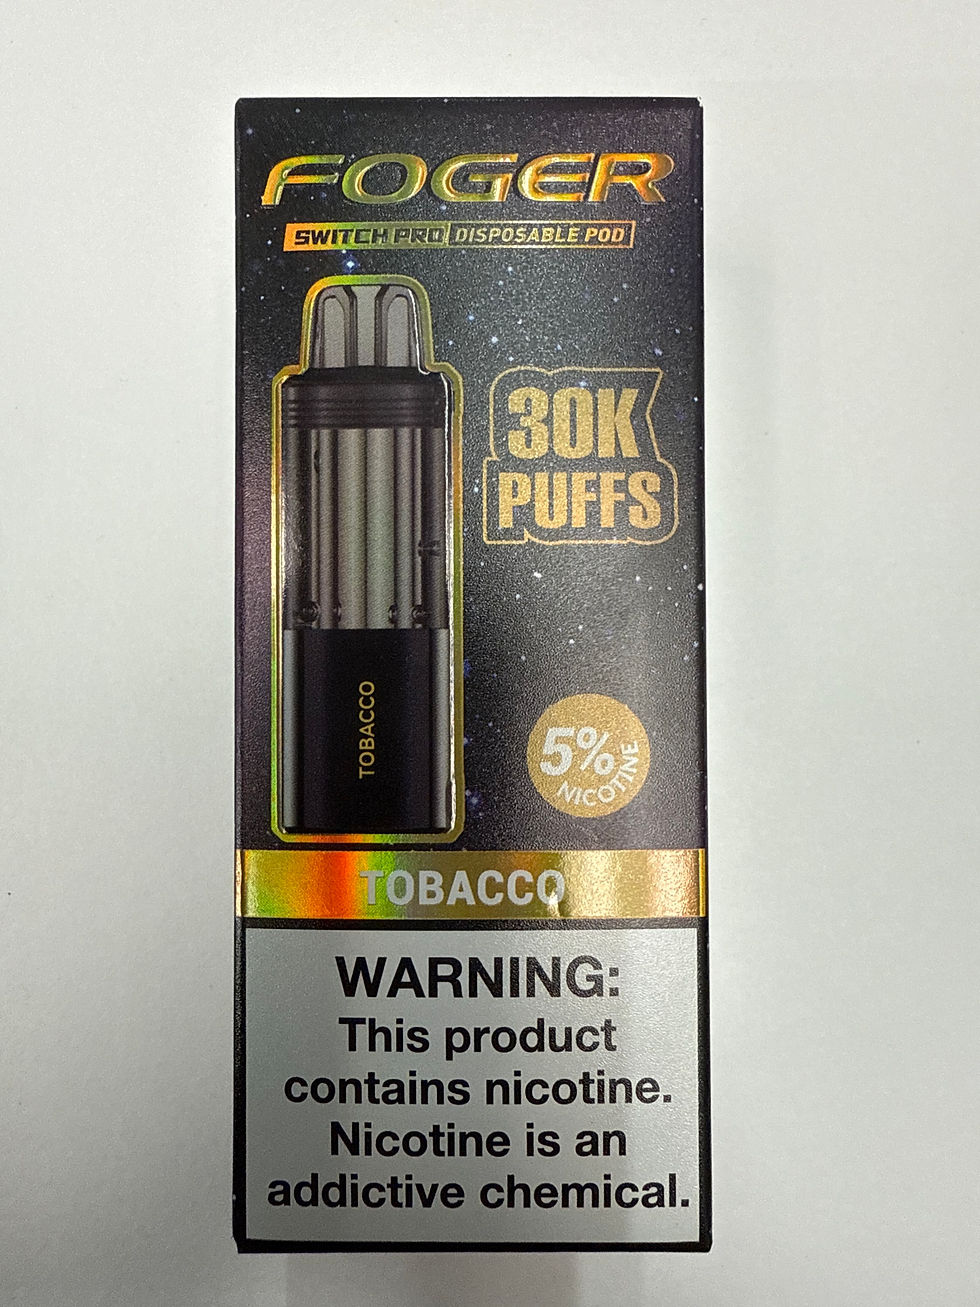 FOGER
SWITCH PRO DISPOSABLE POD
30K
PUFFS
TOBACCO
5%
NICOTINE
TOBACCO
WARNING:
This product
contains nicotine.
Nicotine is an
addictive chemical.